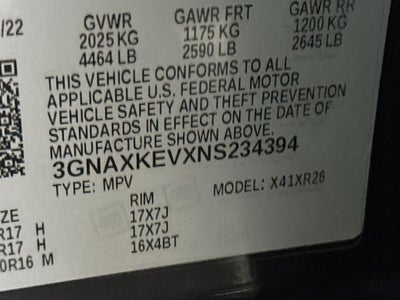 /22 GVWR GAWR FRT GAWR RR
2025 KG 1175 KG 1200 KG
4464 LB 2590 LB 2645 LB
THIS VEHICLE CONFORMS TO ALL
APPLICABLE U.S. FEDERAL MOTOR
VEHICLE SAFETY AND THEFT PREVENTION
STANDARDS IN EFFECT ON THE DATE OF
MANUFACTURE SHOWN ABOVE.
3GNAXKEVXNS234394
TYPE: MPV MODEL: X41XR26
ZE RIM
R17 H 17X7J
R17 H 17X7J
0R16 M 16X4BT